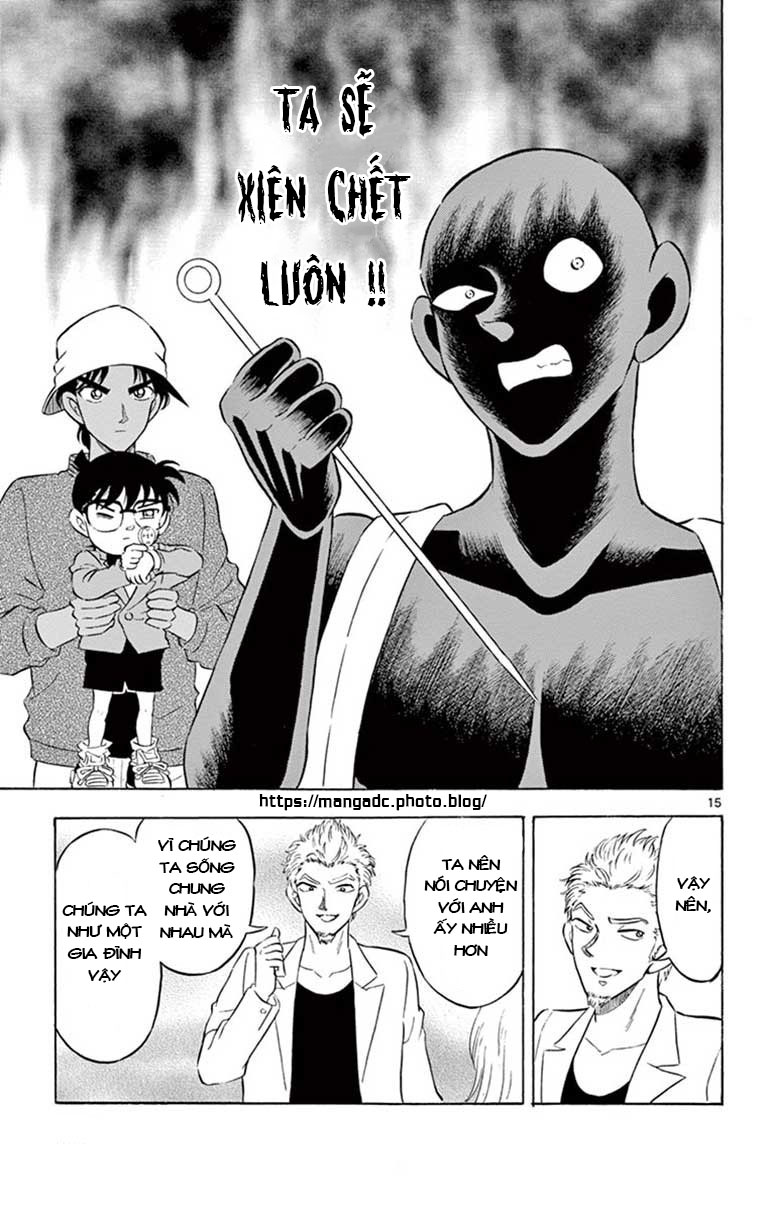 TA SẼ
XIÊN CHẾT
LUÔN !!
https://mangadc.photo.blog/
15
VẬY
NÊN,
TA NÊN
NÓI CHUYỆN
VỚI ANH
ẤY NHIỀU
HƠN
VÌ CHÚNG
TA SỐNG
CHUNG
NHÀ VỚI
NHAU MÀ
CHÚNG TA
NHƯ MỘT
GIA ĐÌNH
VẬY